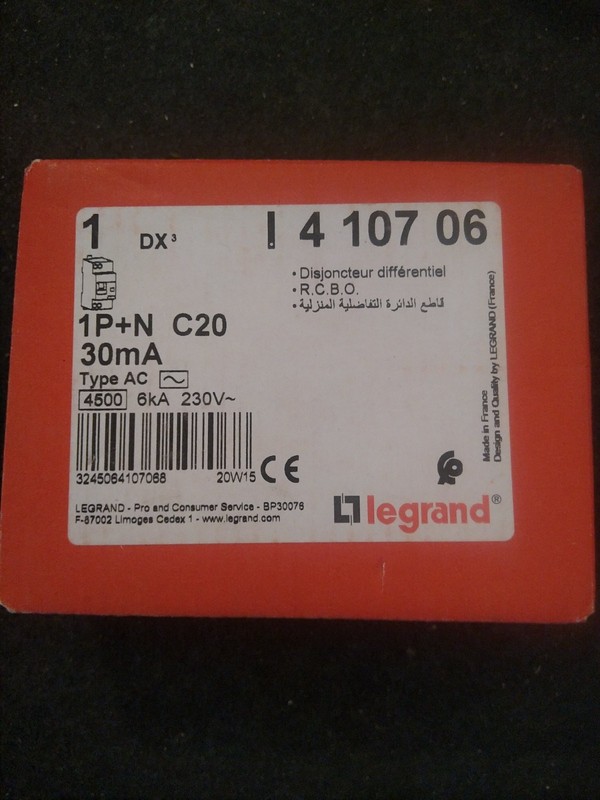 1 DX³ ! 4 107 06
• Disjoncteur différentiel
• R.C.B.O.
• قاطع الدائرة التفاضلية المنزلية
1P+N C20
30mA
Type AC
4500 6kA 230V~
3245064107068 20W15 CE
LEGRAND - Pro and Consumer Service - BP30076
F-87002 Limoges Cedex 1 - www.legrand.com
legrand®
Made in France
Design and Quality by LEGRAND (France)